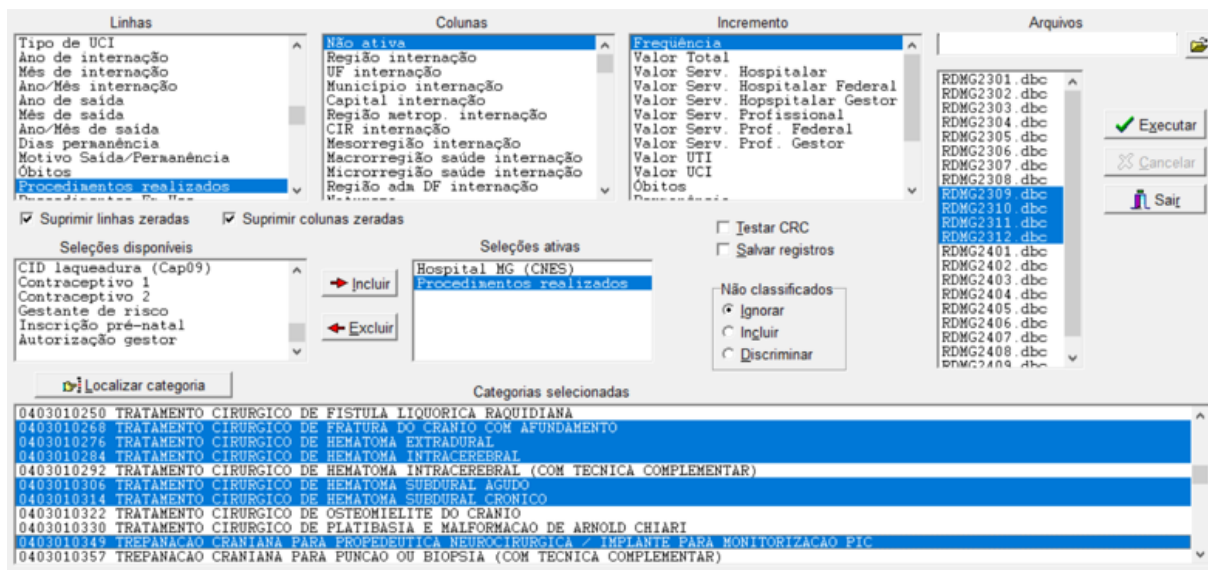 Linhas
Tipo de UCI
Ano de internação
Mês de internação
Ano/Mês internação
Ano de saída
Mês de saída
Ano/Mês de saída
Dias permanência
Motivo Saída/Permanência
Óbitos
Procedimentos realizados
Colunas
Não ativa
Região internação
UF internação
Município internação
Capital internação
Região metrop. internação
CIR internação
Mesorregião internação
Macrorregião saúde internação
Microrregião saúde internação
Região adm DF internação
Incremento
Freqüência
Valor Total
Valor Serv. Hospitalar
Valor Serv. Hospitalar Federal
Valor Serv. Hopspitalar Gestor
Valor Serv. Profissional
Valor Serv. Prof. Federal
Valor Serv. Prof. Gestor
Valor UTI
Valor UCI
Óbitos
Arquivos
RDMG2301.dbc
RDMG2302.dbc
RDMG2303.dbc
RDMG2304.dbc
RDMG2305.dbc
RDMG2306.dbc
RDMG2307.dbc
RDMG2308.dbc
RDMG2309.dbc
RDMG2310.dbc
RDMG2311.dbc
RDMG2312.dbc
RDMG2401.dbc
RDMG2402.dbc
RDMG2403.dbc
RDMG2404.dbc
RDMG2405.dbc
RDMG2406.dbc
RDMG2407.dbc
RDMG2408.dbc
RDMG2409.dbc
Executar
Cancelar
Sair
Suprimir linhas zeradas
Suprimir colunas zeradas
Testar CRC
Salvar registros
Seleções disponíveis
CID laqueadura (Cap09)
Contraceptivo 1
Contraceptivo 2
Gestante de risco
Inscrição pré-natal
Autorização gestor
Incluir
Excluir
Seleções ativas
Hospital MG (CNES)
Procedimentos realizados
Não classificados
Ignorar
Incluir
Discriminar
Localizar categoria
Categorias selecionadas
0403010250 TRATAMENTO CIRURGICO DE FISTULA LIQUORICA RAQUIDIANA
0403010268 TRATAMENTO CIRURGICO DE FRATURA DO CRANIO COM AFUNDAMENTO
0403010276 TRATAMENTO CIRURGICO DE HEMATOMA EXTRADURAL
0403010284 TRATAMENTO CIRURGICO DE HEMATOMA INTRACEREBRAL
0403010292 TRATAMENTO CIRURGICO DE HEMATOMA INTRACEREBRAL (COM TECNICA COMPLEMENTAR)
0403010306 TRATAMENTO CIRURGICO DE HEMATOMA SUBDURAL AGUDO
0403010314 TRATAMENTO CIRURGICO DE HEMATOMA SUBDURAL CRONICO
0403010322 TRATAMENTO CIRURGICO DE OSTEOMIELITE DO CRANIO
0403010330 TRATAMENTO CIRURGICO DE PLATIBASIA E MALFORMACAO DE ARNOLD CHIARI
0403010349 TREPANACAO CRANIANA PARA PROPEDEUTICA NEUROCIRURGICA / IMPLANTE PARA MONITORIZACAO PIC
0403010357 TREPANACAO CRANIANA PARA PUNCAO OU BIOPSIA (COM TECNICA COMPLEMENTAR)